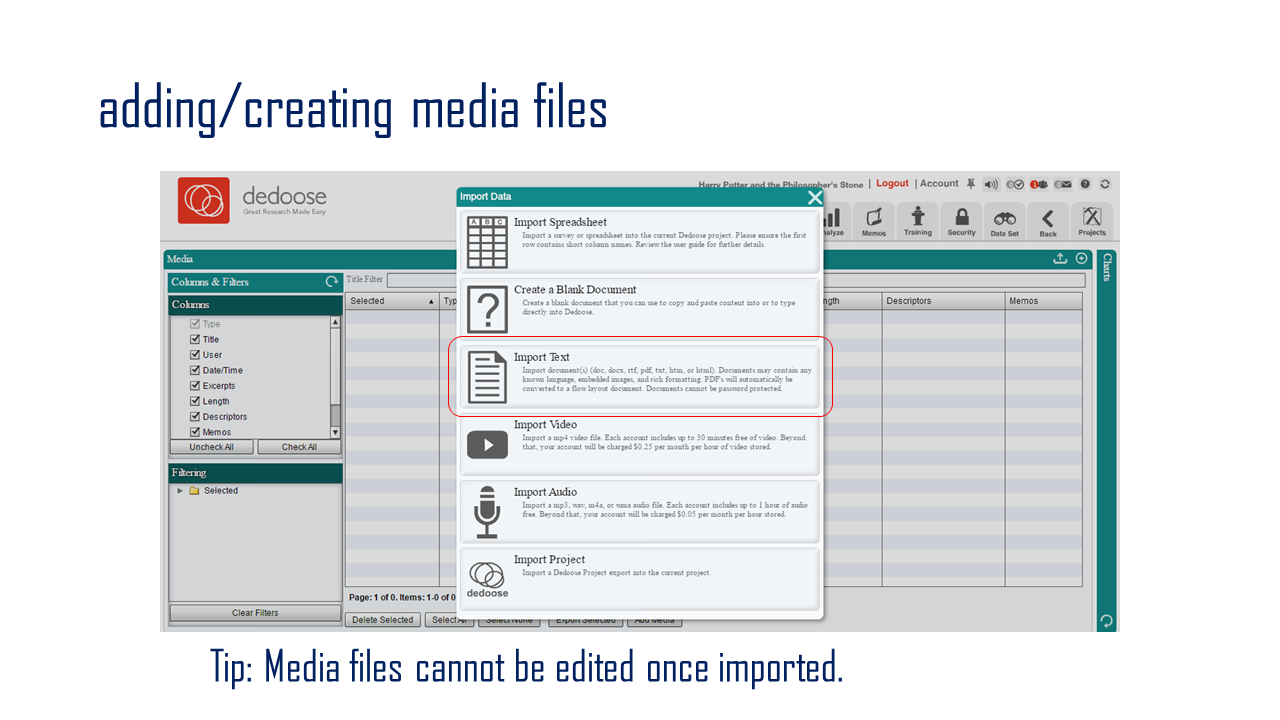 adding/creating media files
dedoose
Great Research Made Easy
Harry Potter and the Philosopher's Stone | Logout | Account
Import Data
Import Spreadsheet
Import a survey or spreadsheet into the current Dedoose project. Please ensure the first
row contains short column names. Review the user guide for further details.
Create a Blank Document
Create a blank document that you can use to copy and paste content into or to type
directly into Dedoose.
Import Text
Import document(s) (doc, docx, rtf, pdf, txt, htm, or html). Documents may contain any
known language, embedded images, and rich formatting. PDF's will automatically be
converted to a flow layout document. Documents cannot be password protected.
Import Video
Import a mp4 video file. Each account includes up to 30 minutes free of video. Beyond
that, your account will be charged $0.25 per month per hour of video stored.
Import Audio
Import a mp3, wav, m4a, or wma audio file. Each account includes up to 1 hour of audio
free. Beyond that, your account will be charged $0.05 per month per hour stored.
Import Project
Import a Dedoose Project export into the current project.
dedoose
A B C
alyze Memos Training Security Data Set Back Projects
Media
Charts
Columns & Filters
Title Filter
Columns
Selected Typ ngth Descriptors Memos
Type
Title
User
Date/Time
Excerpts
Length
Descriptors
Memos
Uncheck All Check All
Filtering
Selected
Clear Filters
Page: 1 of 0. Items: 1-0 of 0
Delete Selected Select All Select None Export Selected Add Media
Tip: Media files cannot be edited once imported.